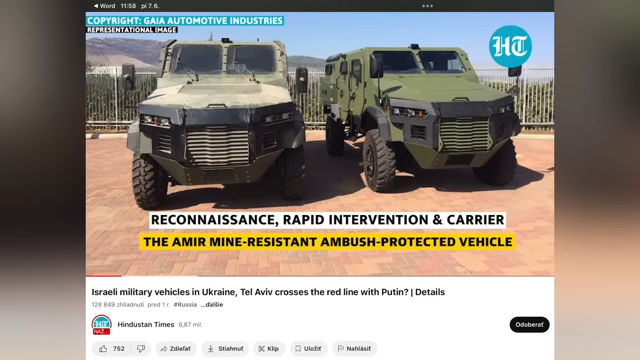 Word 11:58 pi 7. 6.
COPYRIGHT: GAIA AUTOMOTIVE INDUSTRIES
REPRESENTATIONAL IMAGE
HT
RECONNAISSANCE, RAPID INTERVENTION & CARRIER
THE AMIR MINE-RESISTANT AMBUSH-PROTECTED VEHICLE
Israeli military vehicles in Ukraine, Tel Aviv crosses the red line with Putin? | Details
128 849 zhliadnutí pred 1 r. #Russia ...ďalšie
Hindustan Times 6,87 mil.
Odoberať
752 Zdieľať Stiahnuť Klip Uložiť Nahlásiť